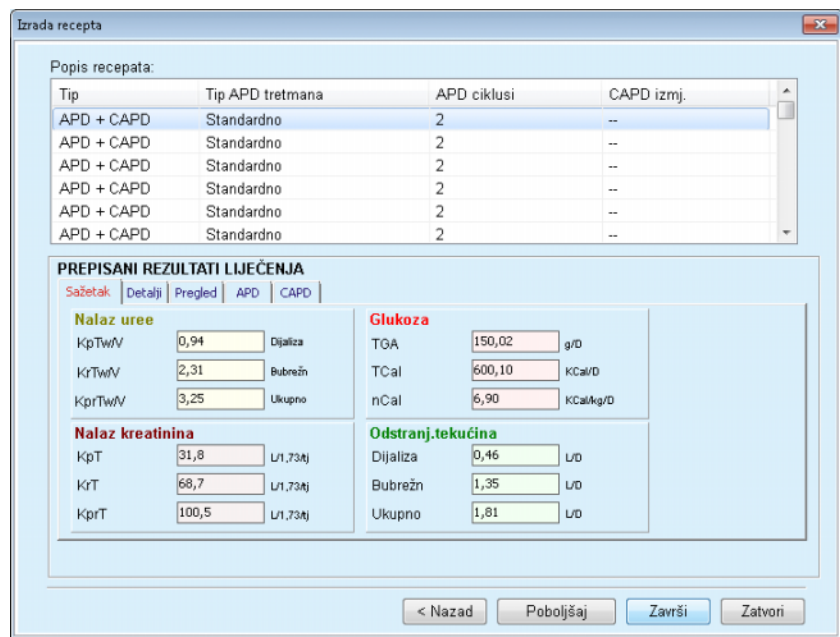 Izrada recepta
Popis recepata:
Tip Tip APD tretmana APD ciklusi CAPD izmj.
APD + CAPD Standardno 2 --
APD + CAPD Standardno 2 --
APD + CAPD Standardno 2 --
APD + CAPD Standardno 2 --
APD + CAPD Standardno 2 --
APD + CAPD Standardno 2 --
PREPISANI REZULTATI LIJEČENJA
Sažetak Detalji Pregled APD CAPD
Nalaz uree
KpTw/V 0,94 Dijaliza
KrTw/V 2,31 Bubrežn
KprTw/V 3,25 Ukupno
Glukoza
TGA 150,02 g/D
TCal 600,10 KCal/D
nCal 6,90 KCal/kg/D
Nalaz kreatinina
KpT 31,8 L/1,73/tj
KrT 68,7 L/1,73/tj
KprT 100,5 L/1,73/tj
Odstranj.tekućina
Dijaliza 0,46 L/D
Bubrežn 1,35 L/D
Ukupno 1,81 L/D
< Nazad Poboljšaj Završi Zatvori